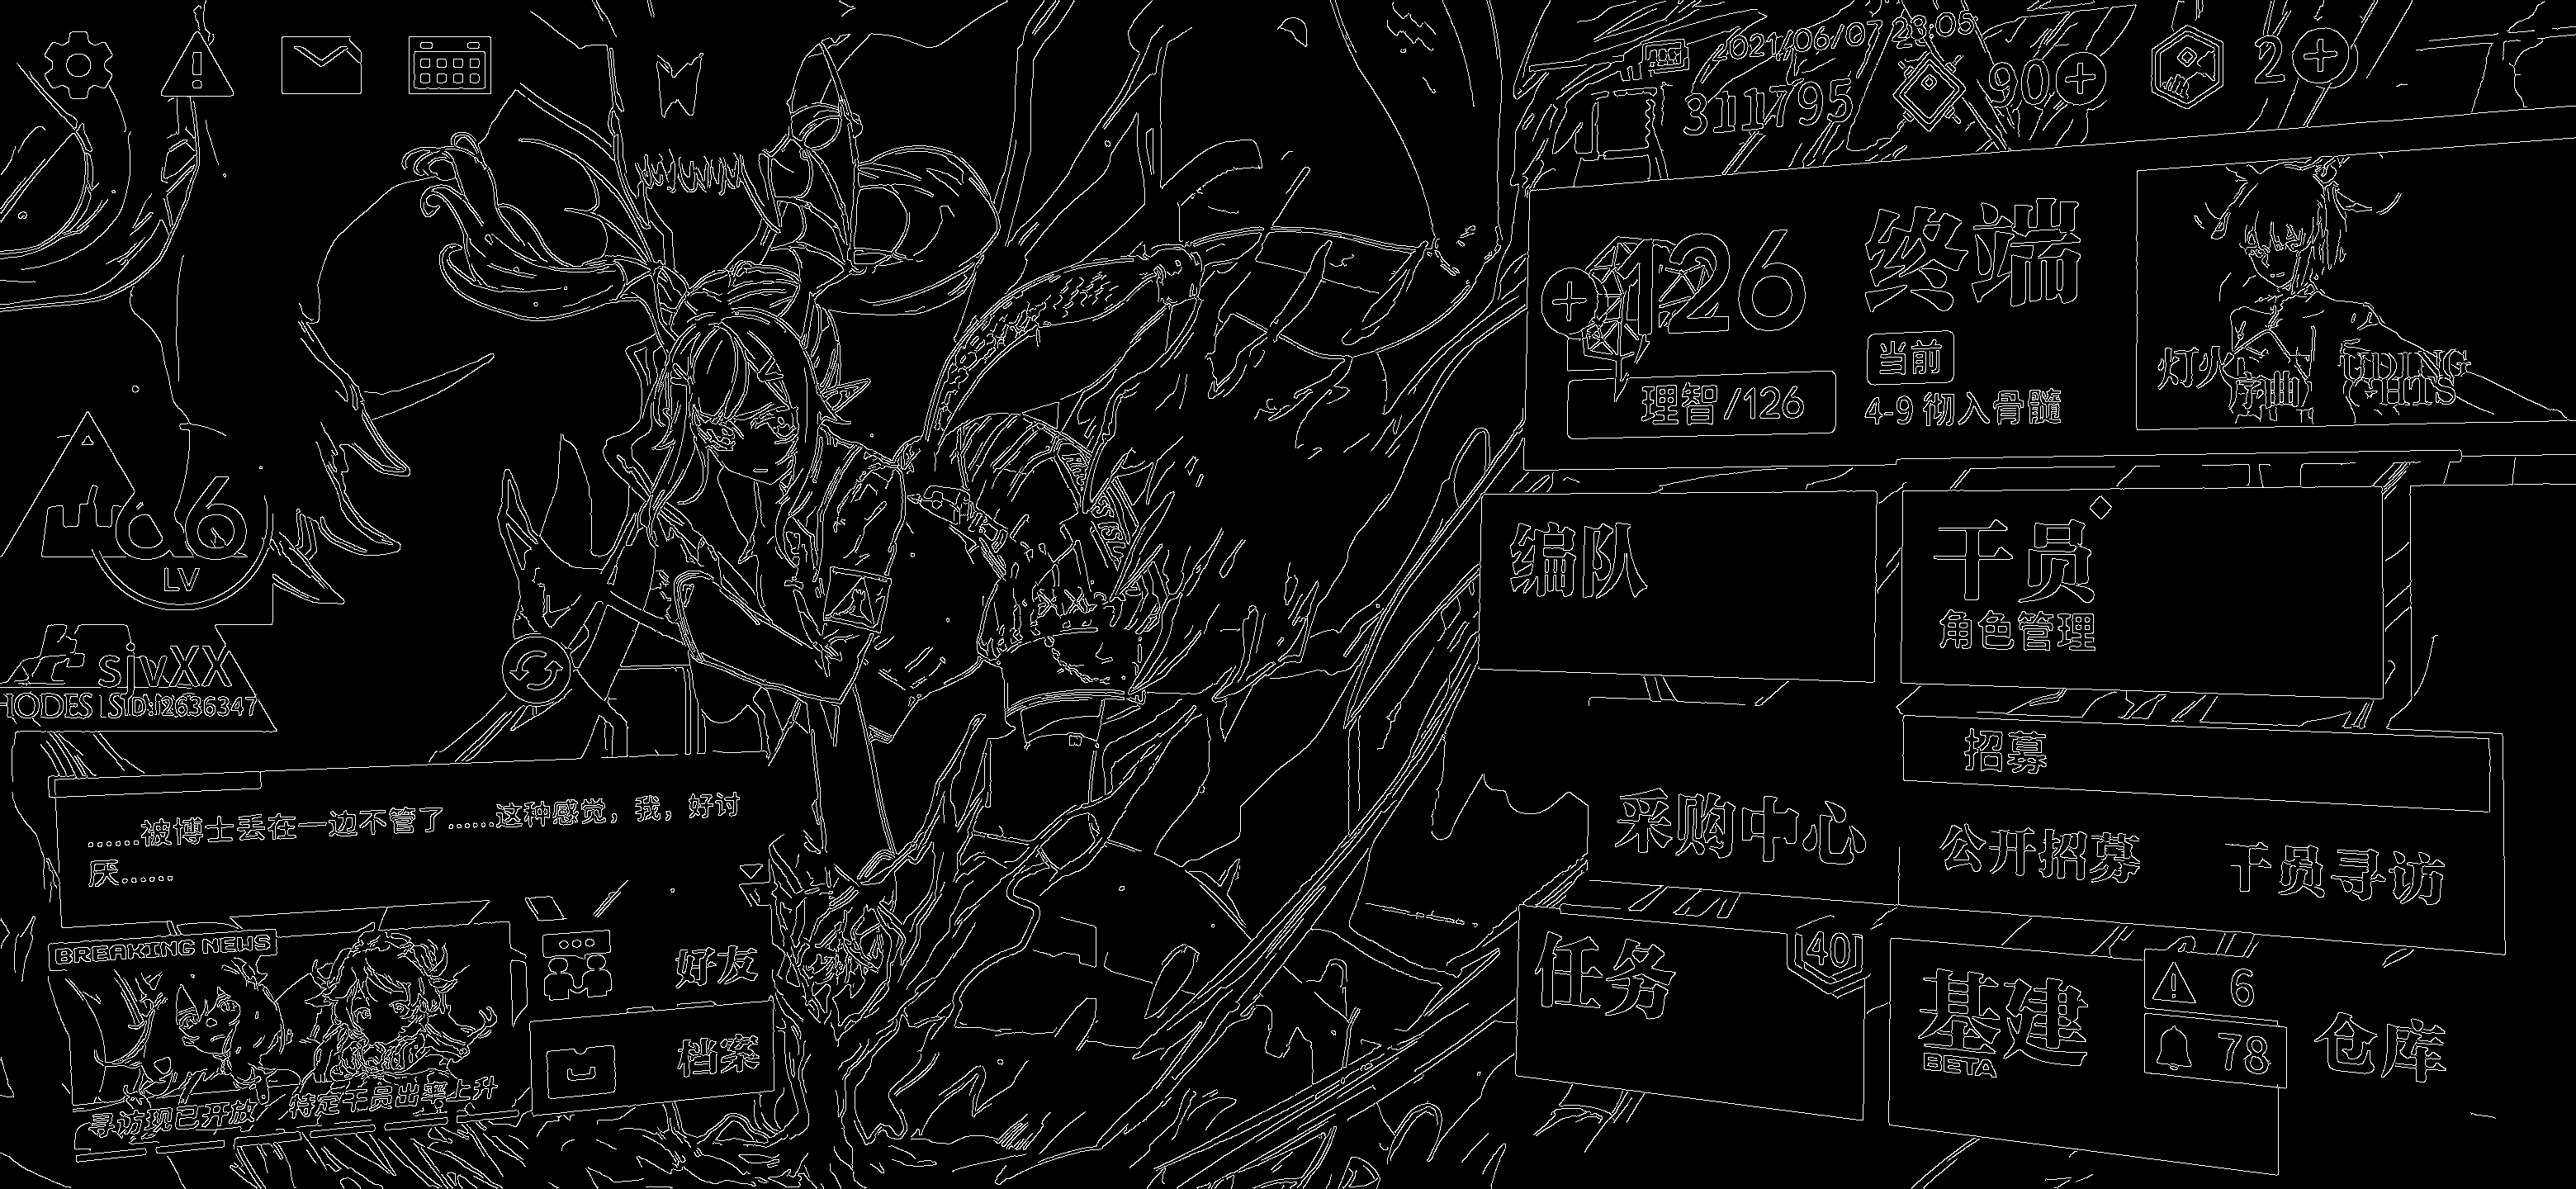 2021/06/07 23:05
311795
90
2
126
终端
当前
理智/126
4-9 彻入骨髓
灯火序曲
LV
sjvXX
ID:12636347
编队
干员
角色管理
招募
采购中心
公开招募
干员寻访
……被博士丢在一边不管了……这种感觉，我，好讨
厌……
BREAKING NEWS
寻访现已开放
特定干员出率上升
好友
档案
任务
40
基建
BETA
6
78
仓库